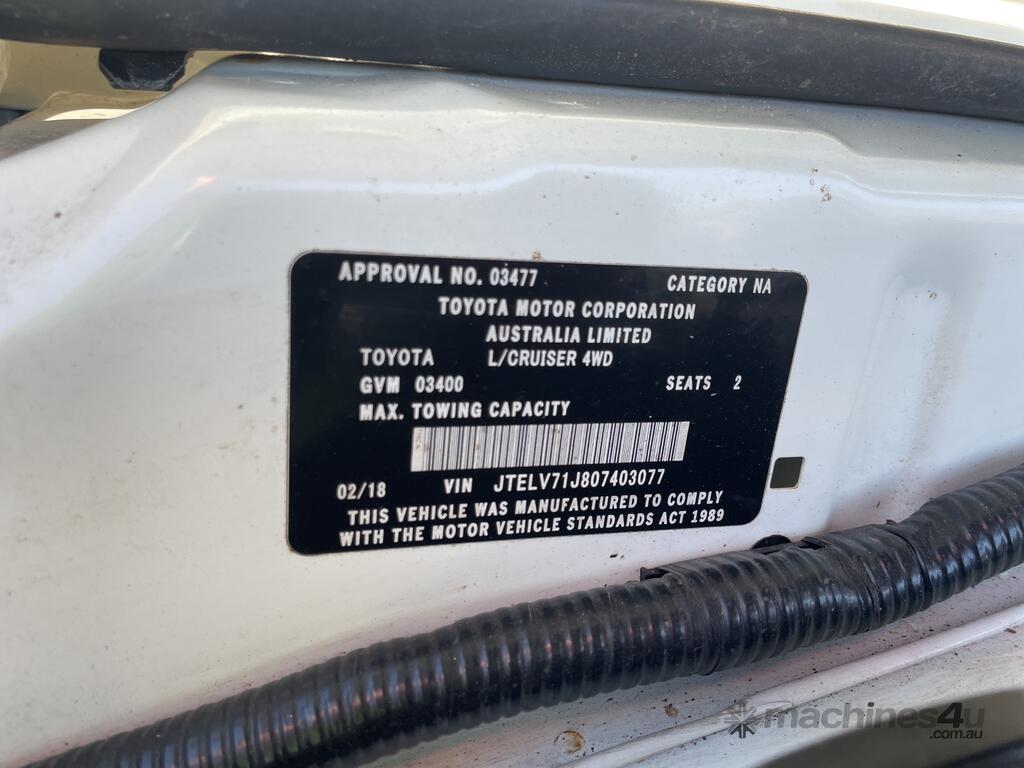 APPROVAL NO. 03477 CATEGORY NA
TOYOTA MOTOR CORPORATION
AUSTRALIA LIMITED
TOYOTA L/CRUISER 4WD
GVM 03400 SEATS 2
MAX. TOWING CAPACITY
02/18 VIN JTELV71J807403077
THIS VEHICLE WAS MANUFACTURED TO COMPLY
WITH THE MOTOR VEHICLE STANDARDS ACT 1989
machines4u
.com.au